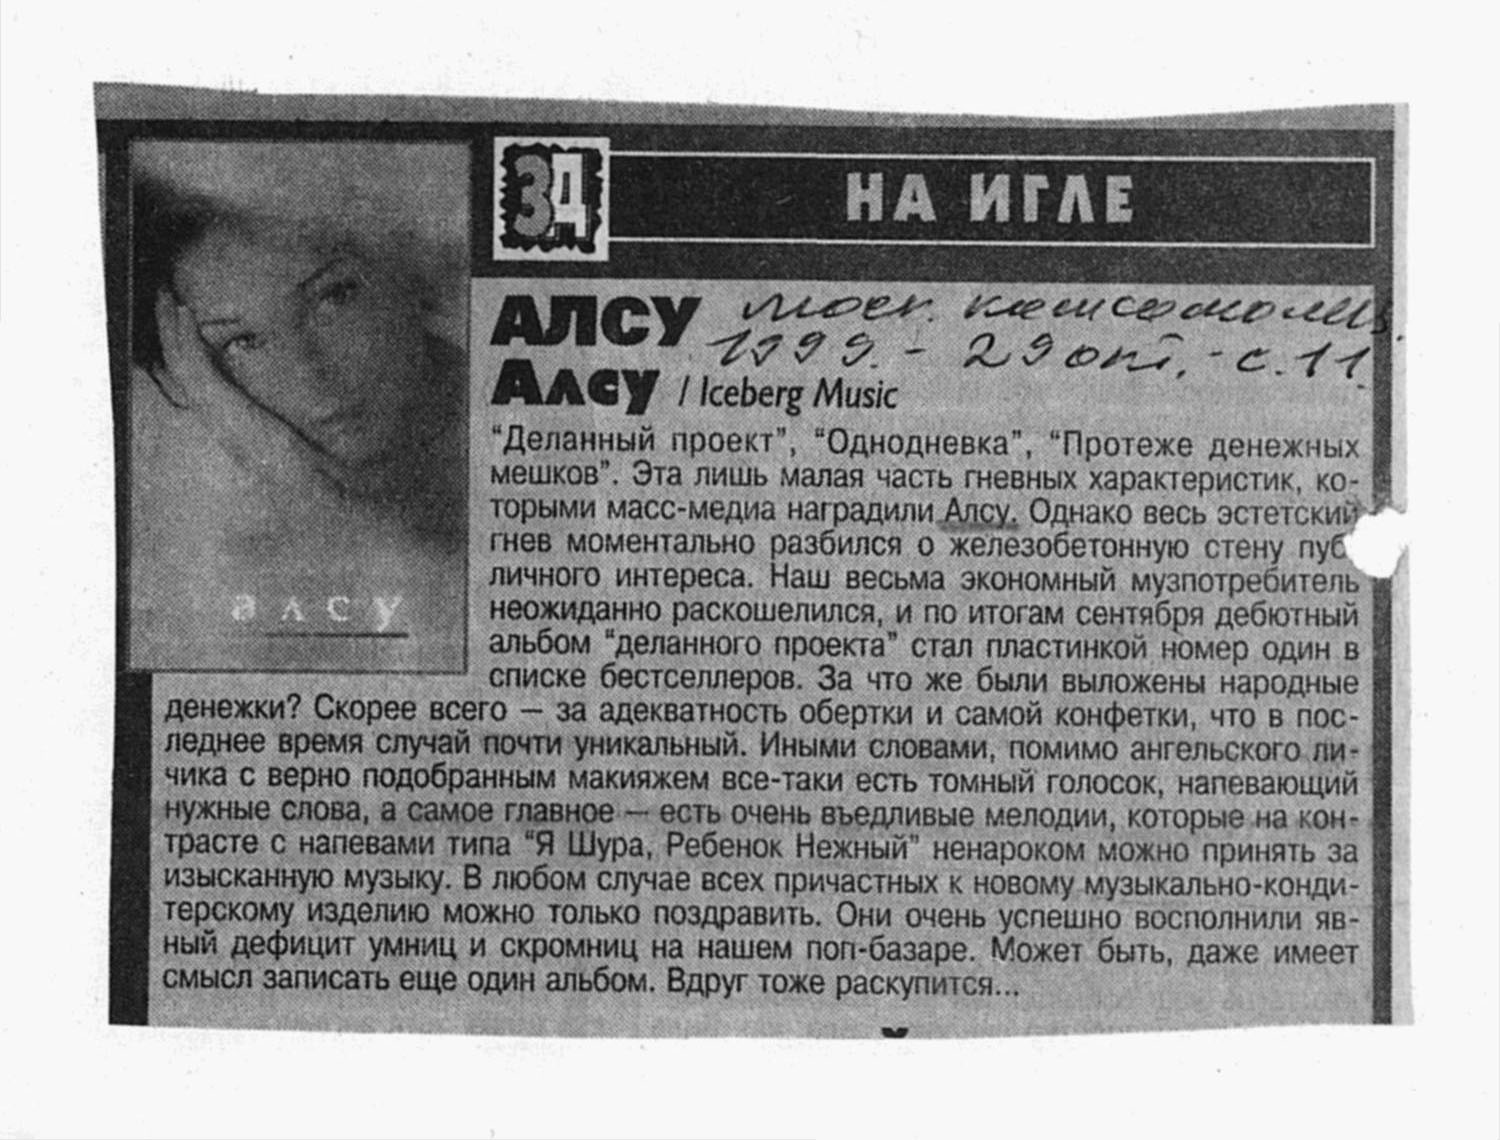 ЗД
НА ИГЛЕ
АЛСУ
Моск. комсомолец.
1999. - 29 окт. - с. 11.
Алсу / Iceberg Music
алсу
"Деланный проект", "Однодневка", "Протеже денежных
мешков". Эта лишь малая часть гневных характеристик, ко-
торыми масс-медиа наградили Алсу. Однако весь эстетский
гнев моментально разбился о железобетонную стену пуб
личного интереса. Наш весьма экономный музпотребитель
неожиданно раскошелился, и по итогам сентября дебютный
альбом "деланного проекта" стал пластинкой номер один в
списке бестселлеров. За что же были выложены народные
денежки? Скорее всего — за адекватность обертки и самой конфетки, что в пос-
леднее время случай почти уникальный. Иными словами, помимо ангельского ли-
чика с верно подобранным макияжем все-таки есть томный голосок, напевающий
нужные слова, а самое главное — есть очень въедливые мелодии, которые на кон-
трасте с напевами типа "Я Шура, Ребенок Нежный" ненароком можно принять за
изысканную музыку. В любом случае всех причастных к новому музыкально-конди-
терскому изделию можно только поздравить. Они очень успешно восполнили яв-
ный дефицит умниц и скромниц на нашем поп-базаре. Может быть, даже имеет
смысл записать еще один альбом. Вдруг тоже раскупится...